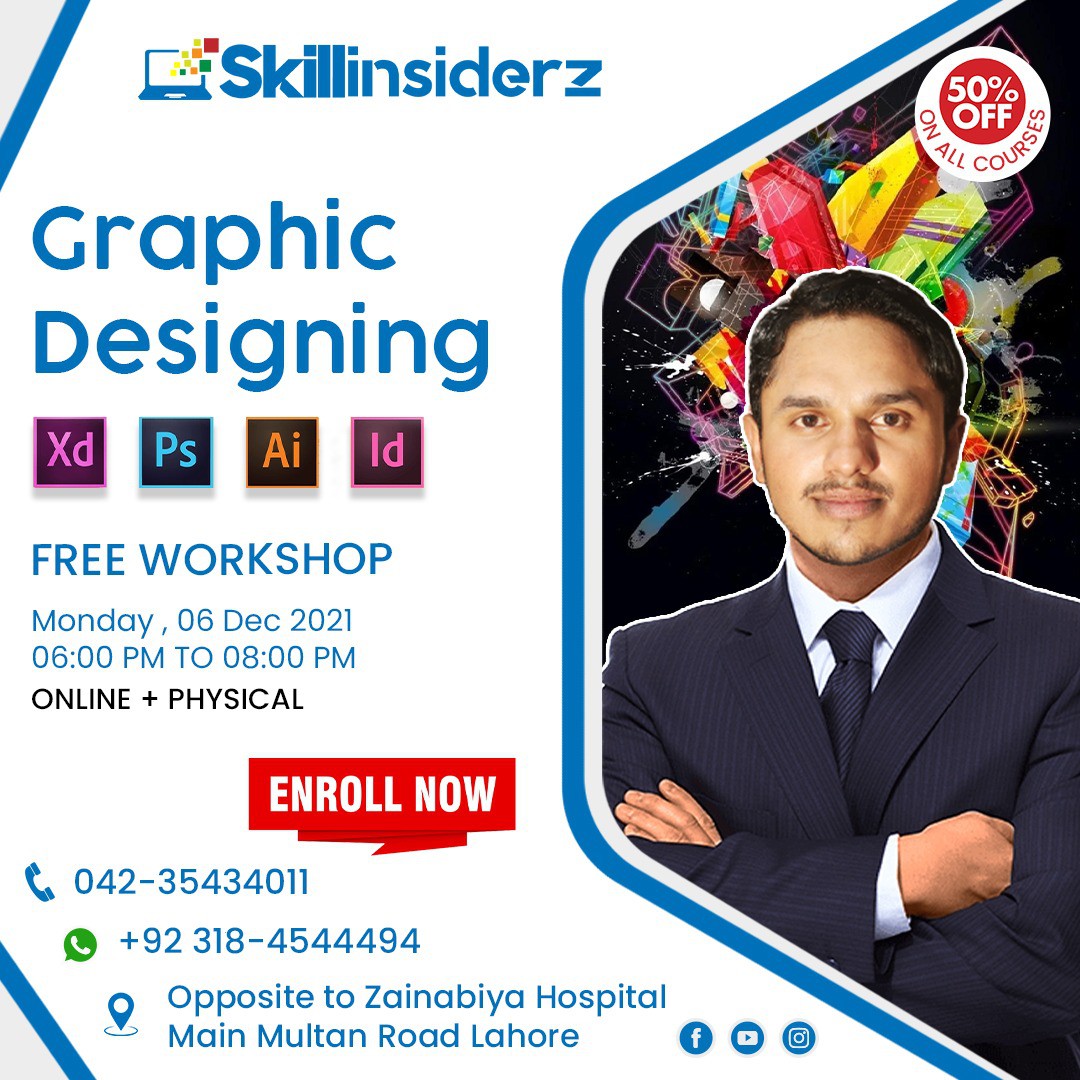 Skillinsiderz
50%
OFF
ON ALL COURSES
Graphic
Designing
Xd Ps Ai Id
FREE WORKSHOP
Monday , 06 Dec 2021
06:00 PM TO 08:00 PM
ONLINE + PHYSICAL
ENROLL NOW
042-35434011
+92 318-4544494
Opposite to Zainabiya Hospital
Main Multan Road Lahore